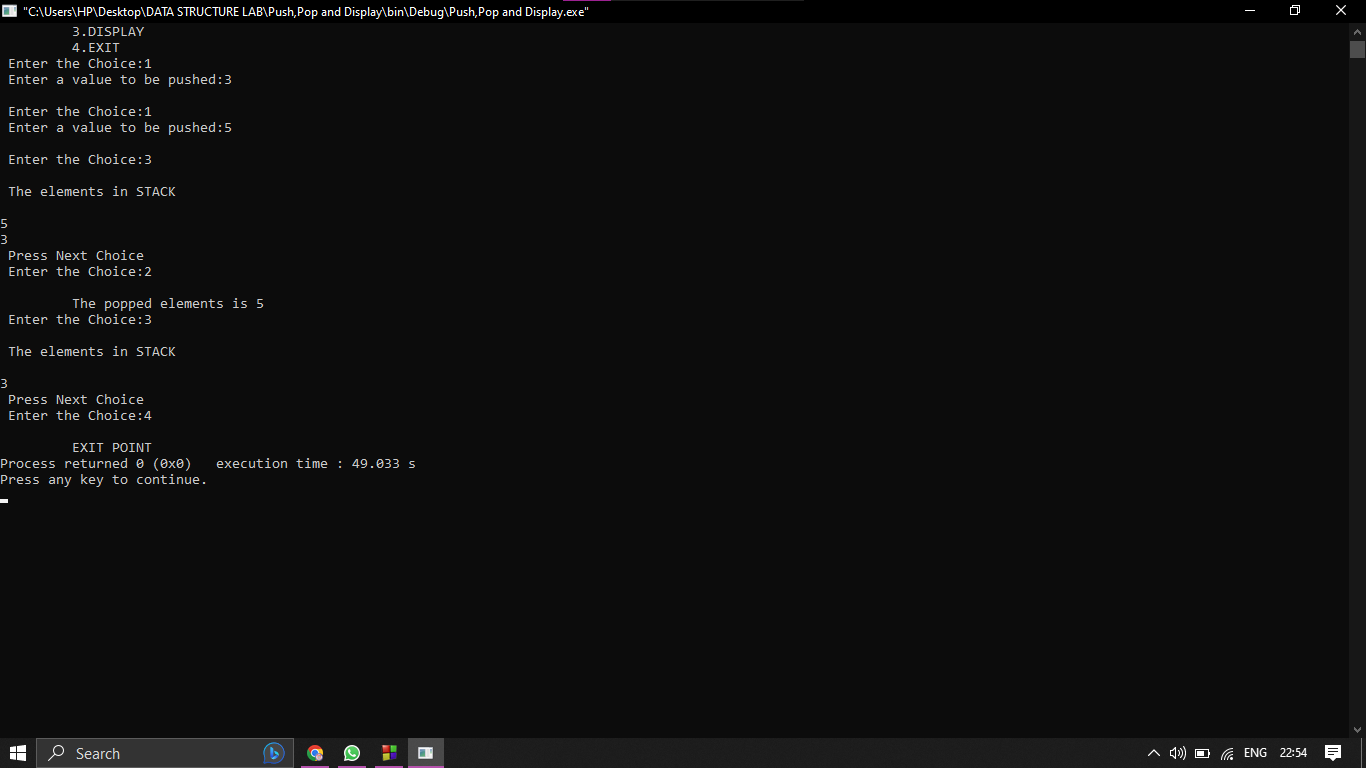 "C:\Users\HP\Desktop\DATA STRUCTURE LAB\Push,Pop and Display\bin\Debug\Push,Pop and Display.exe"
3.DISPLAY
4.EXIT
Enter the Choice:1
Enter a value to be pushed:3
Enter the Choice:1
Enter a value to be pushed:5
Enter the Choice:3
The elements in STACK
5
3
Press Next Choice
Enter the Choice:2
The popped elements is 5
Enter the Choice:3
The elements in STACK
3
Press Next Choice
Enter the Choice:4
EXIT POINT
Process returned 0 (0x0)   execution time : 49.033 s
Press any key to continue.
Search
ENG
22:54